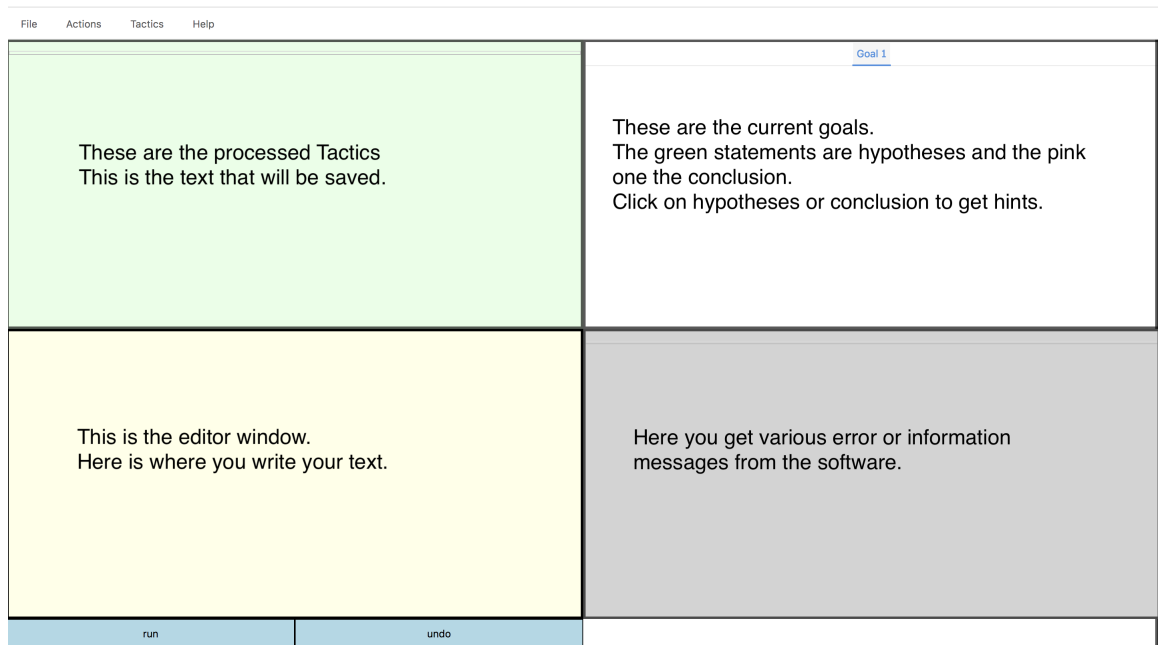 File Actions Tactics Help
These are the processed Tactics
This is the text that will be saved.
Goal 1
These are the current goals.
The green statements are hypotheses and the pink
one the conclusion.
Click on hypotheses or conclusion to get hints.
This is the editor window.
Here is where you write your text.
Here you get various error or information
messages from the software.
run undo